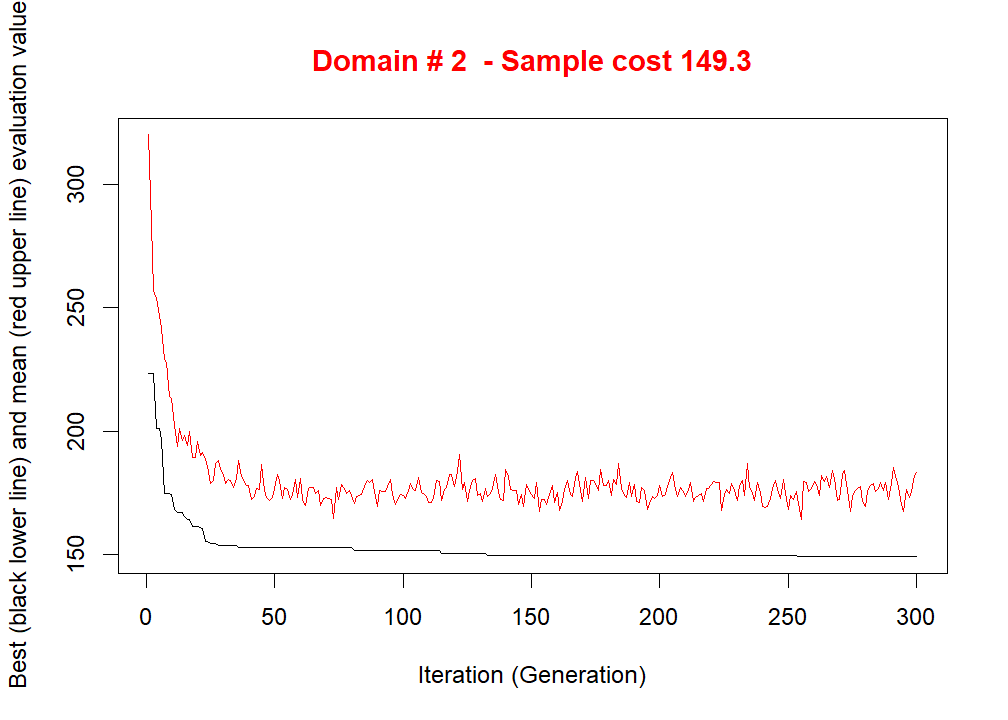 Domain # 2  - Sample cost 149.3
Best (black lower line) and mean (red upper line) evaluation value
300
250
200
150
0 50 100 150 200 250 300
Iteration (Generation)